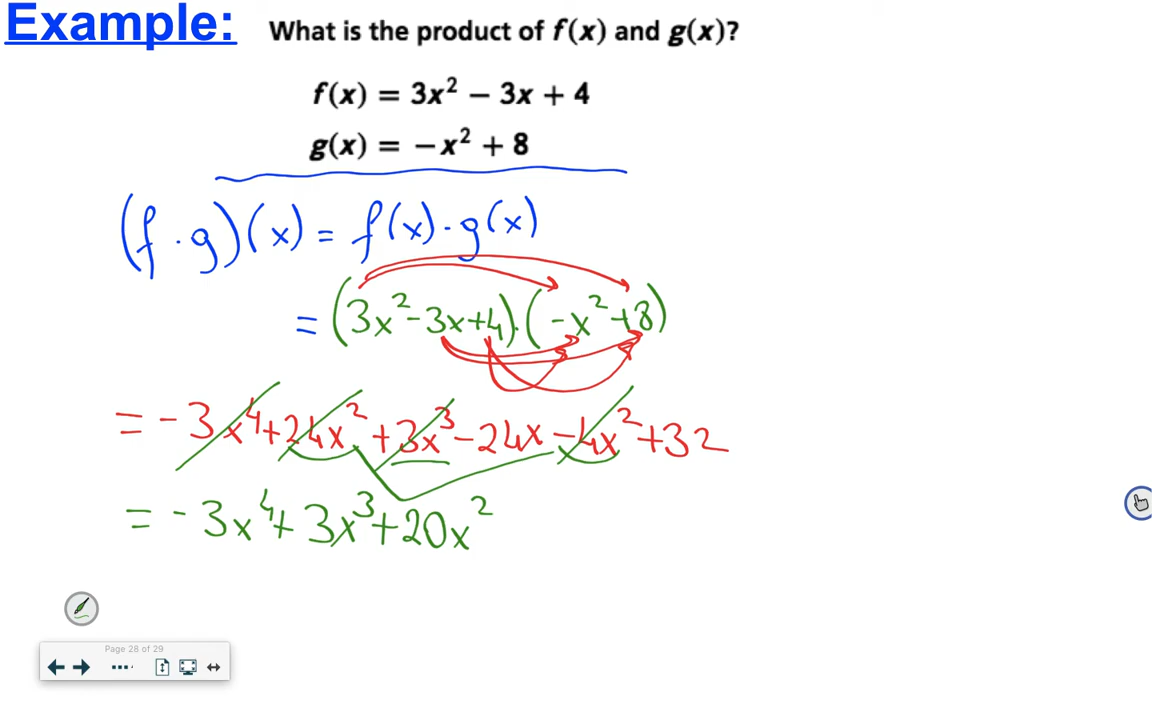 Example: What is the product of f(x) and g(x)?
f(x) = 3x² − 3x + 4
g(x) = −x² + 8
(f · g)(x) = f(x) · g(x)
= (3x² − 3x + 4) · (−x² + 8)
= −3x⁴ + 24x² + 3x³ − 24x − 4x² + 32
= −3x⁴ + 3x³ + 20x²
Page 28 of 29